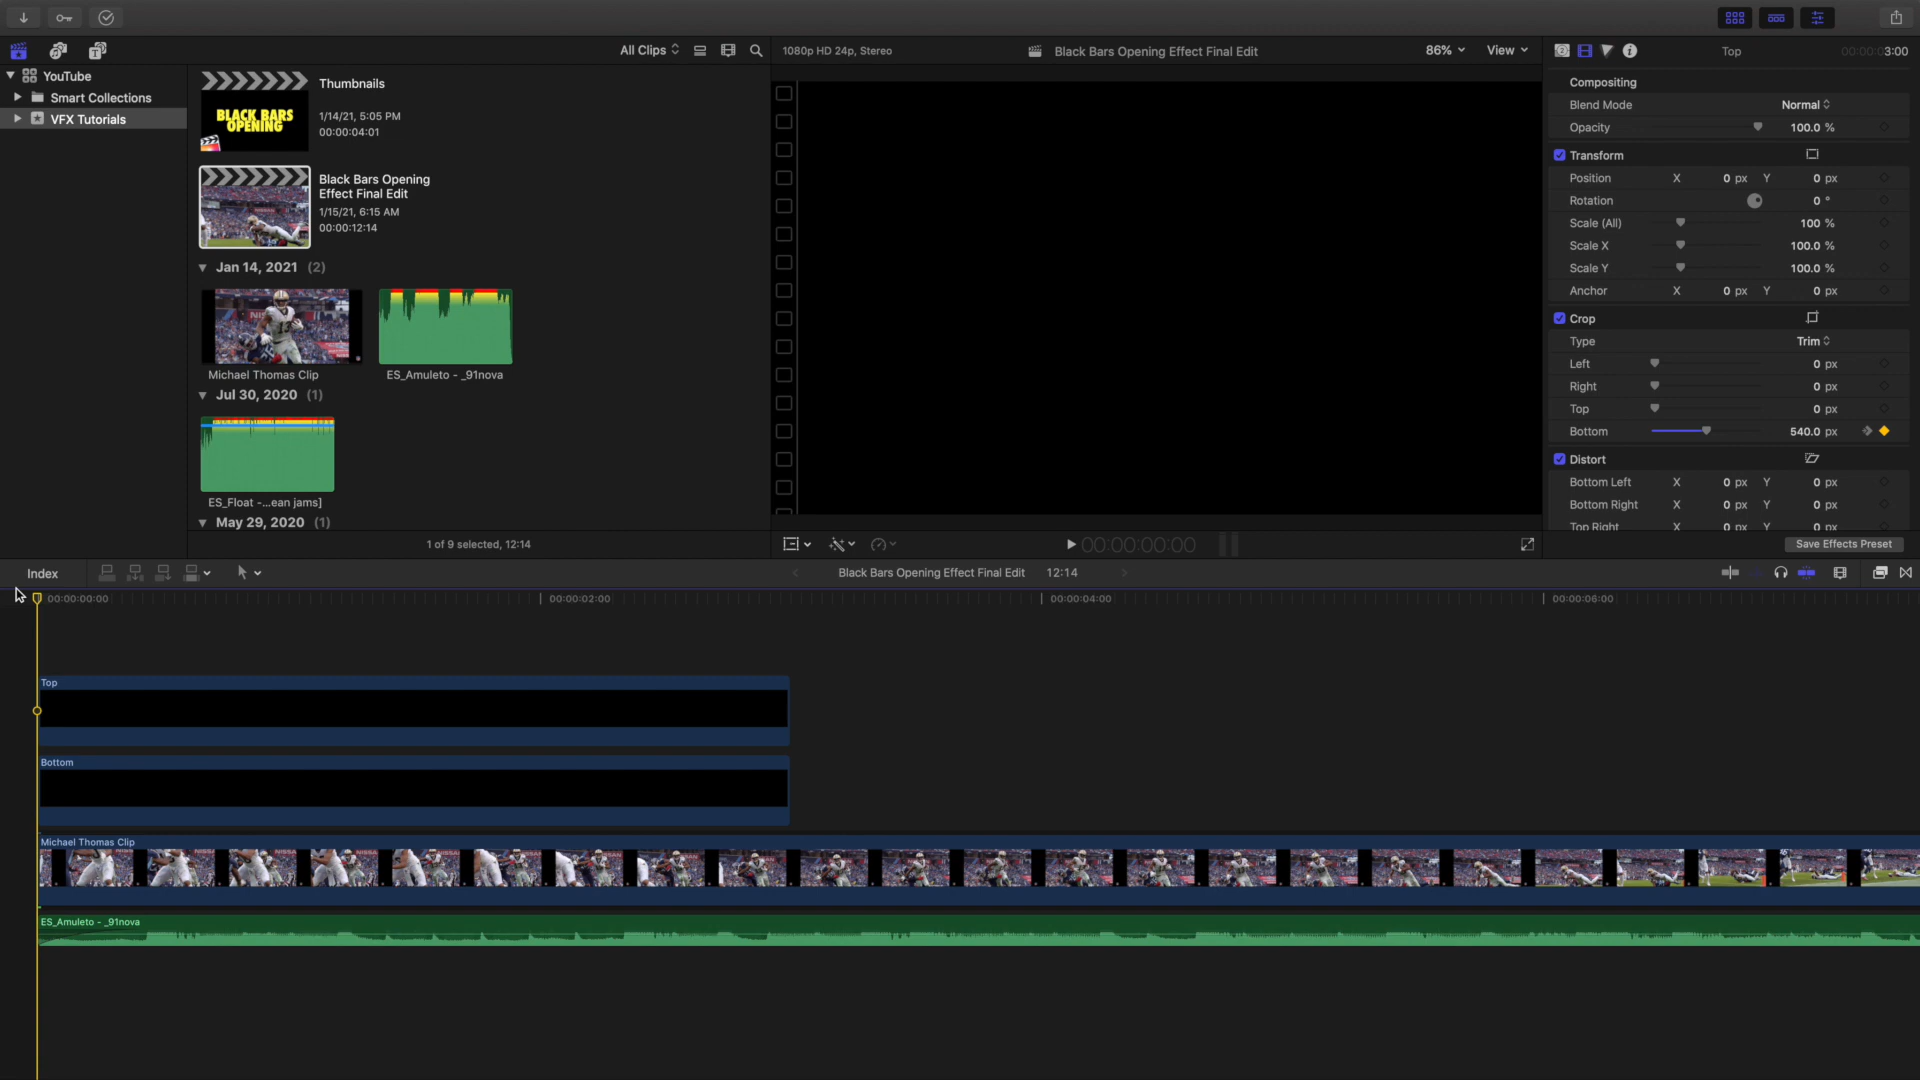 All Clips
1080p HD 24p, Stereo
Black Bars Opening Effect Final Edit
86%
View
Top
00:00:03:00
YouTube
Smart Collections
VFX Tutorials
BLACK BARS
OPENING
Thumbnails
1/14/21, 5:05 PM
00:00:04:01
Black Bars Opening
Effect Final Edit
1/15/21, 6:15 AM
00:00:12:14
Jan 14, 2021 (2)
Michael Thomas Clip
ES_Amuleto - _91nova
Jul 30, 2020 (1)
ES_Float -...ean jams]
May 29, 2020 (1)
1 of 9 selected, 12:14
00:00:00:00
Compositing
Blend Mode Normal
Opacity 100.0 %
Transform
Position X 0 px Y 0 px
Rotation 0 °
Scale (All) 100 %
Scale X 100.0 %
Scale Y 100.0 %
Anchor X 0 px Y 0 px
Crop
Type Trim
Left 0 px
Right 0 px
Top 0 px
Bottom 540.0 px
Distort
Bottom Left X 0 px Y 0 px
Bottom Right X 0 px Y 0 px
Top Right X 0 px Y 0 px
Save Effects Preset
Index
Black Bars Opening Effect Final Edit 12:14
00:00:00:00
00:00:02:00
00:00:04:00
00:00:06:00
Top
Bottom
Michael Thomas Clip
ES_Amuleto - _91nova